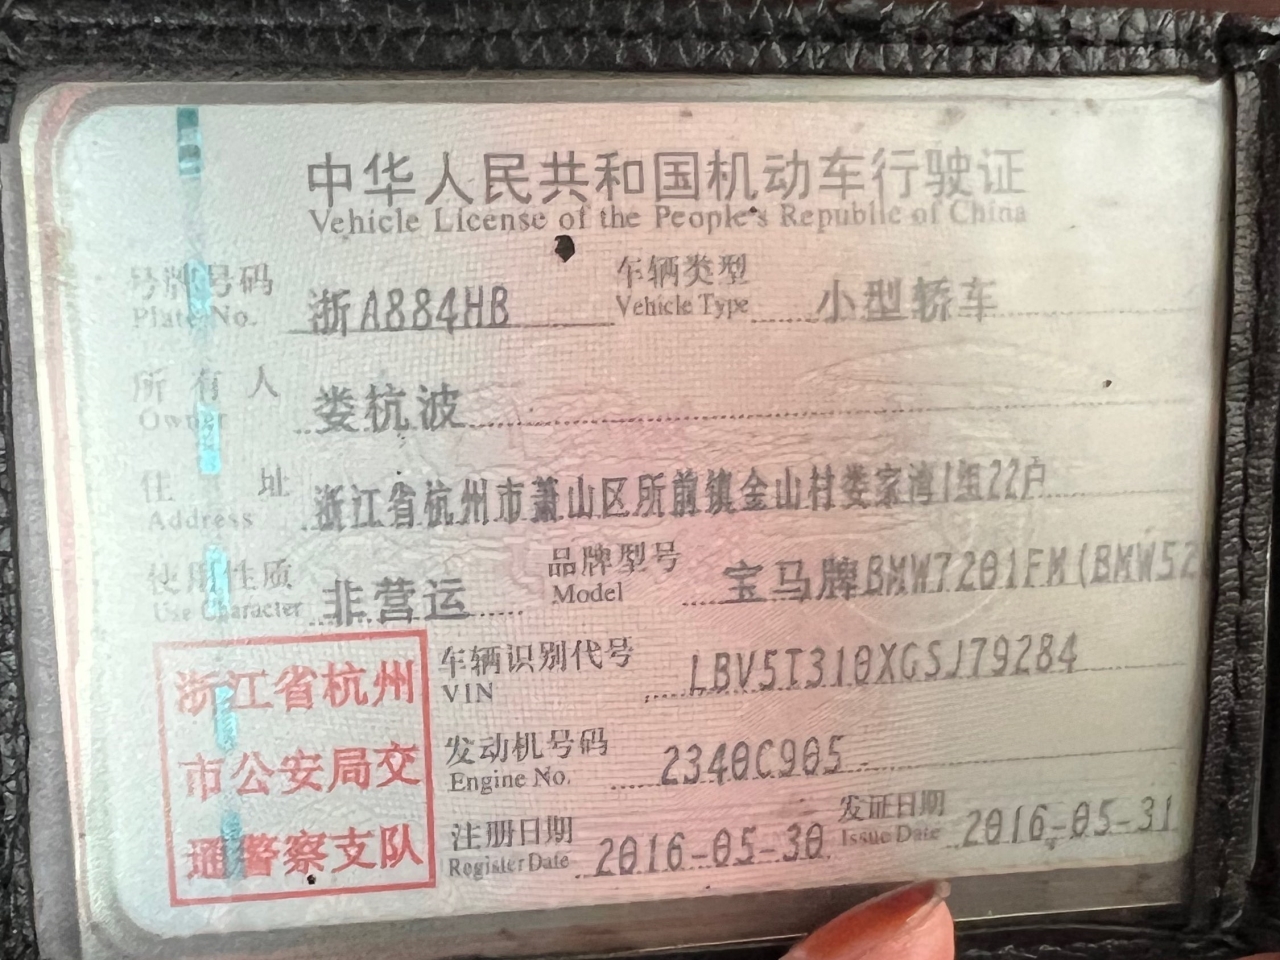 中华人民共和国机动车行驶证
Vehicle License of the People's Republic of China
号牌号码 浙A884HB 车辆类型 小型轿车
Plate No. Vehicle Type
所有人 娄杭波
Owner
住址 浙江省杭州市萧山区所前镇金山村娄家湾1组22户
Address
使用性质 非营运 品牌型号 宝马牌BMW7201FM(BMW52
Use Character Model
浙江省杭州 车辆识别代号 LBV5T310XGSJ79284
VIN
市公安局交 发动机号码 2340C905
Engine No.
通警察支队 注册日期 2016-05-30 发证日期 2016-05-31
Register Date Issue Date